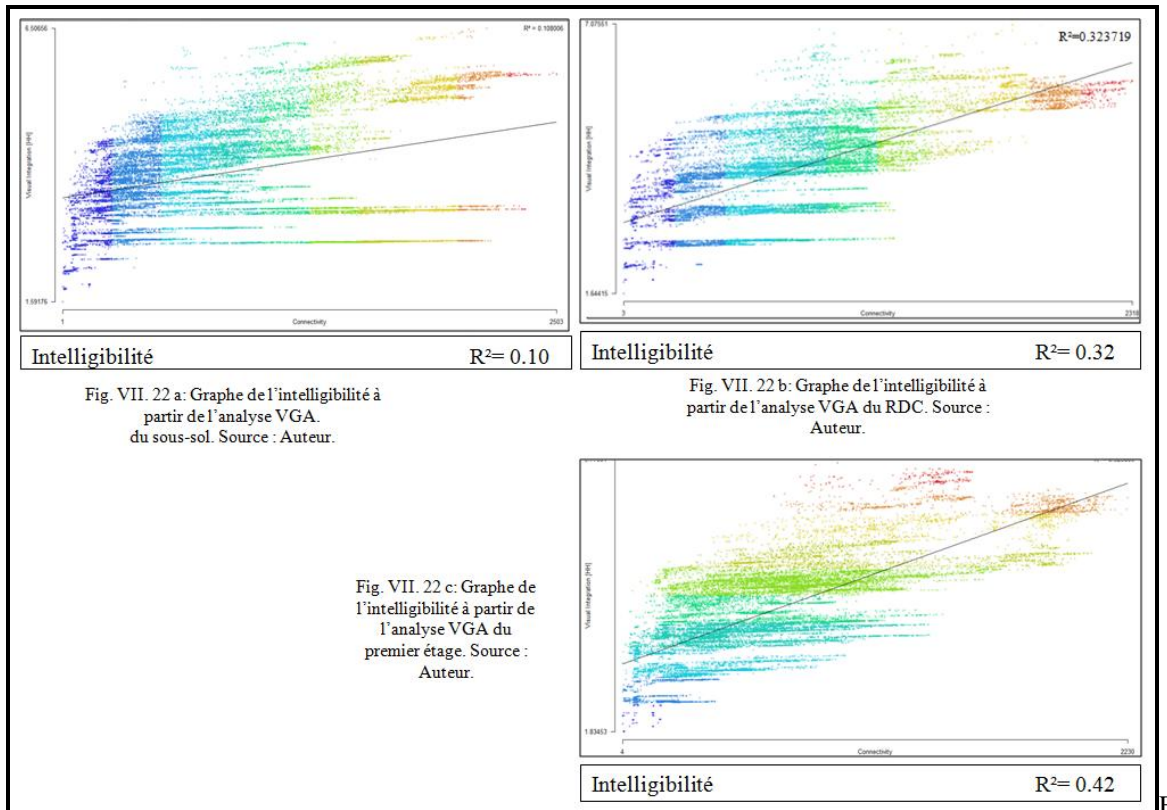 6.50656
R² = 0.108006
Visual Integration [HH]
1.59176
1
Connectivity
2503
Intelligibilité R²= 0.10
Fig. VII. 22 a: Graphe de l’intelligibilité à
partir de l’analyse VGA.
du sous-sol. Source : Auteur.
7.07551
R²=0.323719
Visual Integration [HH]
1.64415
3
Connectivity
2318
Intelligibilité R²= 0.32
Fig. VII. 22 b: Graphe de l’intelligibilité à
partir de l’analyse VGA du RDC. Source :
Auteur.
Fig. VII. 22 c: Graphe de
l’intelligibilité à partir de
l’analyse VGA du
premier étage. Source :
Auteur.
Visual Integration [HH]
1.83453
4
Connectivity
2230
Intelligibilité R²= 0.42